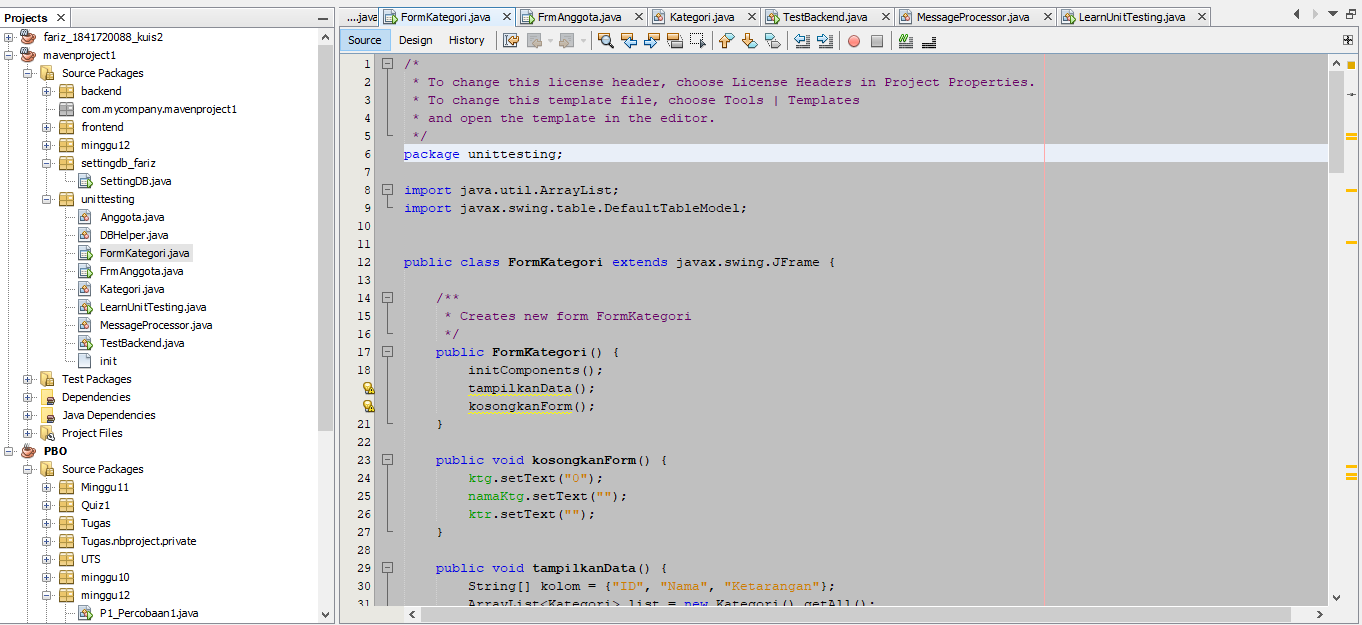 Projects
fariz_1841720088_kuis2
mavenproject1
Source Packages
backend
com.mycompany.mavenproject1
frontend
minggu12
settingdb_fariz
SettingDB.java
unittesting
Anggota.java
DBHelper.java
FormKategori.java
FrmAnggota.java
Kategori.java
LearnUnitTesting.java
MessageProcessor.java
TestBackend.java
init
Test Packages
Dependencies
Java Dependencies
Project Files
PBO
Source Packages
Minggu11
Quiz1
Tugas
Tugas.nbproject.private
UTS
minggu10
minggu12
P1_Percobaan1.java
....java FormKategori.java FrmAnggota.java Kategori.java TestBackend.java MessageProcessor.java LearnUnitTesting.java
Source Design History
1 /*
2 * To change this license header, choose License Headers in Project Properties.
3 * To change this template file, choose Tools | Templates
4 * and open the template in the editor.
5 */
6 package unittesting;
7
8 import java.util.ArrayList;
9 import javax.swing.table.DefaultTableModel;
10
11
12 public class FormKategori extends javax.swing.JFrame {
13
14 /**
15 * Creates new form FormKategori
16 */
17 public FormKategori() {
18 initComponents();
tampilkanData();
kosongkanForm();
21 }
22
23 public void kosongkanForm() {
24 ktg.setText("0");
25 namaKtg.setText("");
26 ktr.setText("");
27 }
28
29 public void tampilkanData() {
30 String[] kolom = {"ID", "Nama", "Ketarangan"};
31 ArrayList<Kategori> list = new Kategori().getAll();